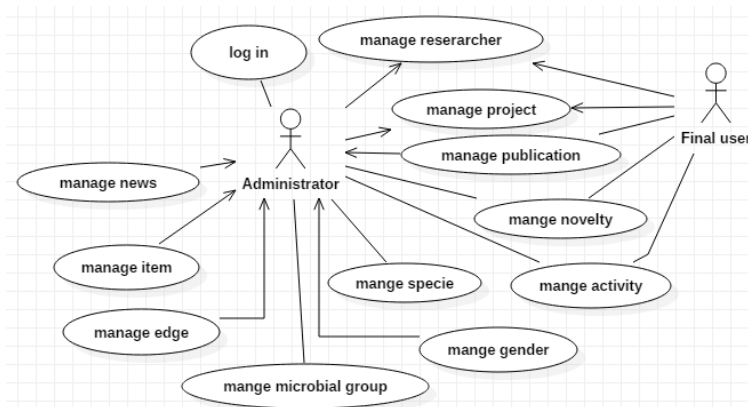 log in
manage reserarcher
manage project
Final user
manage publication
manage news
Administrator
mange novelty
manage item
mange specie
mange activity
manage edge
mange gender
mange microbial group